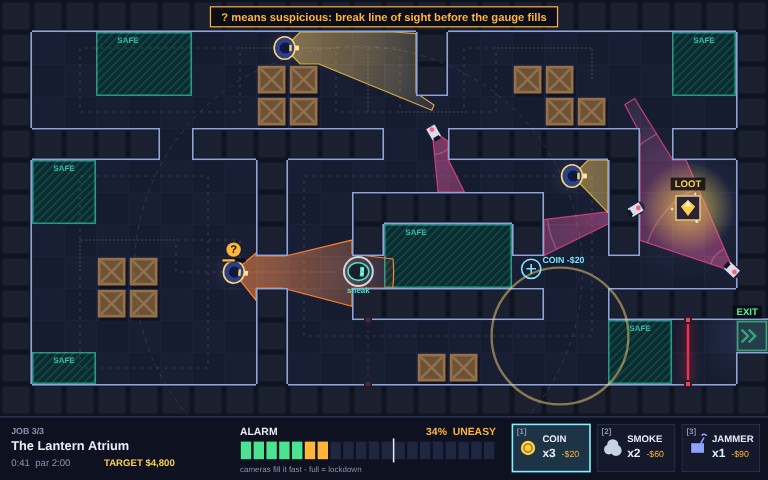 ? means suspicious: break line of sight before the gauge fills
SAFE
SAFE
SAFE
LOOT
SAFE
?
COIN -$20
sneak
EXIT
SAFE
SAFE
JOB 3/3
The Lantern Atrium
0:41 par 2:00
TARGET $4,800
ALARM
34% UNEASY
cameras fill it fast - full = lockdown
[1]
COIN
x3 -$20
[2]
SMOKE
x2 -$60
[3]
JAMMER
x1 -$90